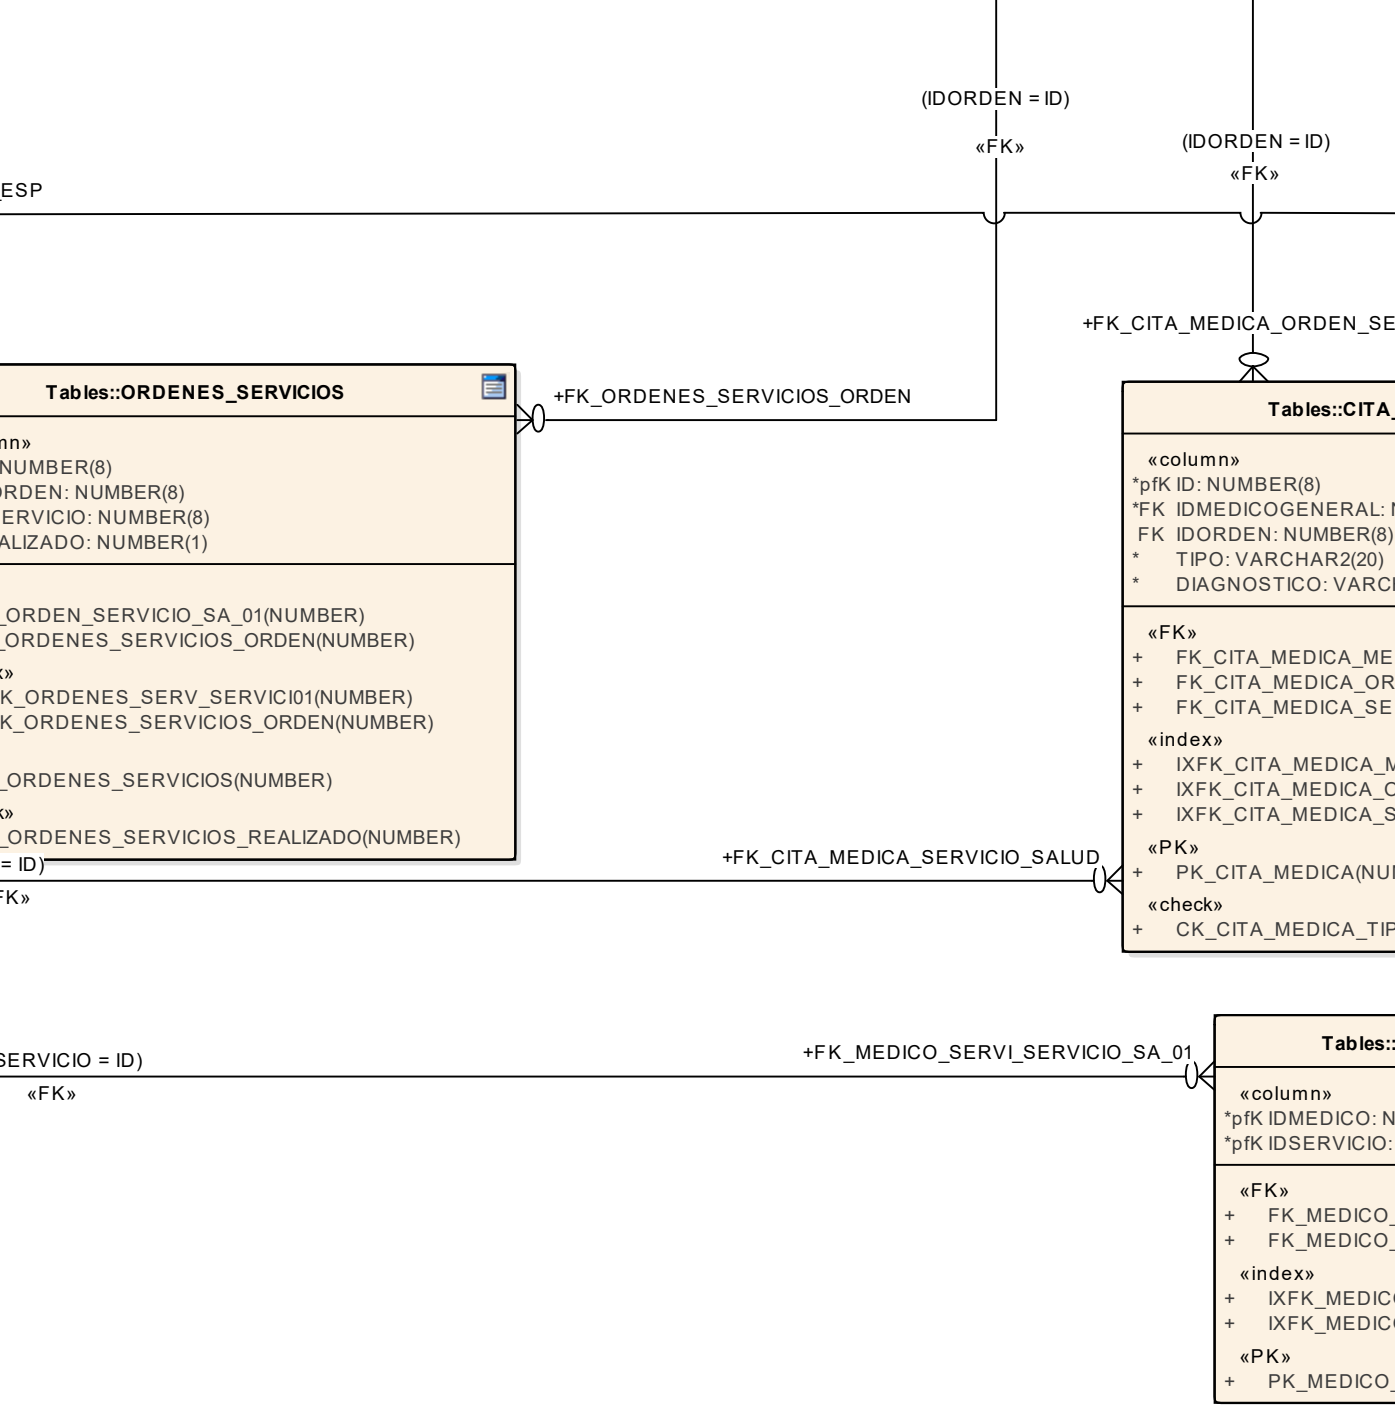 (IDORDEN = ID)
«FK»
(IDORDEN = ID)
«FK»
_ESP
+FK_CITA_MEDICA_ORDEN_SE
Tables::ORDENES_SERVICIOS
+FK_ORDENES_SERVICIOS_ORDEN
mn»
NUMBER(8)
ORDEN: NUMBER(8)
ERVICIO: NUMBER(8)
ALIZADO: NUMBER(1)
_ORDEN_SERVICIO_SA_01(NUMBER)
_ORDENES_SERVICIOS_ORDEN(NUMBER)
x»
K_ORDENES_SERV_SERVICI01(NUMBER)
K_ORDENES_SERVICIOS_ORDEN(NUMBER)
_ORDENES_SERVICIOS(NUMBER)
k»
_ORDENES_SERVICIOS_REALIZADO(NUMBER)
= ID)
FK»
Tables::CITA_
«column»
*pfK ID: NUMBER(8)
*FK IDMEDICOGENERAL: N
FK IDORDEN: NUMBER(8)
* TIPO: VARCHAR2(20)
* DIAGNOSTICO: VARCH
«FK»
+ FK_CITA_MEDICA_ME
+ FK_CITA_MEDICA_OR
+ FK_CITA_MEDICA_SE
«index»
+ IXFK_CITA_MEDICA_M
+ IXFK_CITA_MEDICA_O
+ IXFK_CITA_MEDICA_S
«PK»
+ PK_CITA_MEDICA(NUM
«check»
+ CK_CITA_MEDICA_TIP
+FK_CITA_MEDICA_SERVICIO_SALUD
SERVICIO = ID)
«FK»
+FK_MEDICO_SERVI_SERVICIO_SA_01
Tables::
«column»
*pfK IDMEDICO: N
*pfK IDSERVICIO:
«FK»
+ FK_MEDICO_
+ FK_MEDICO_
«index»
+ IXFK_MEDICO
+ IXFK_MEDICO
«PK»
+ PK_MEDICO_